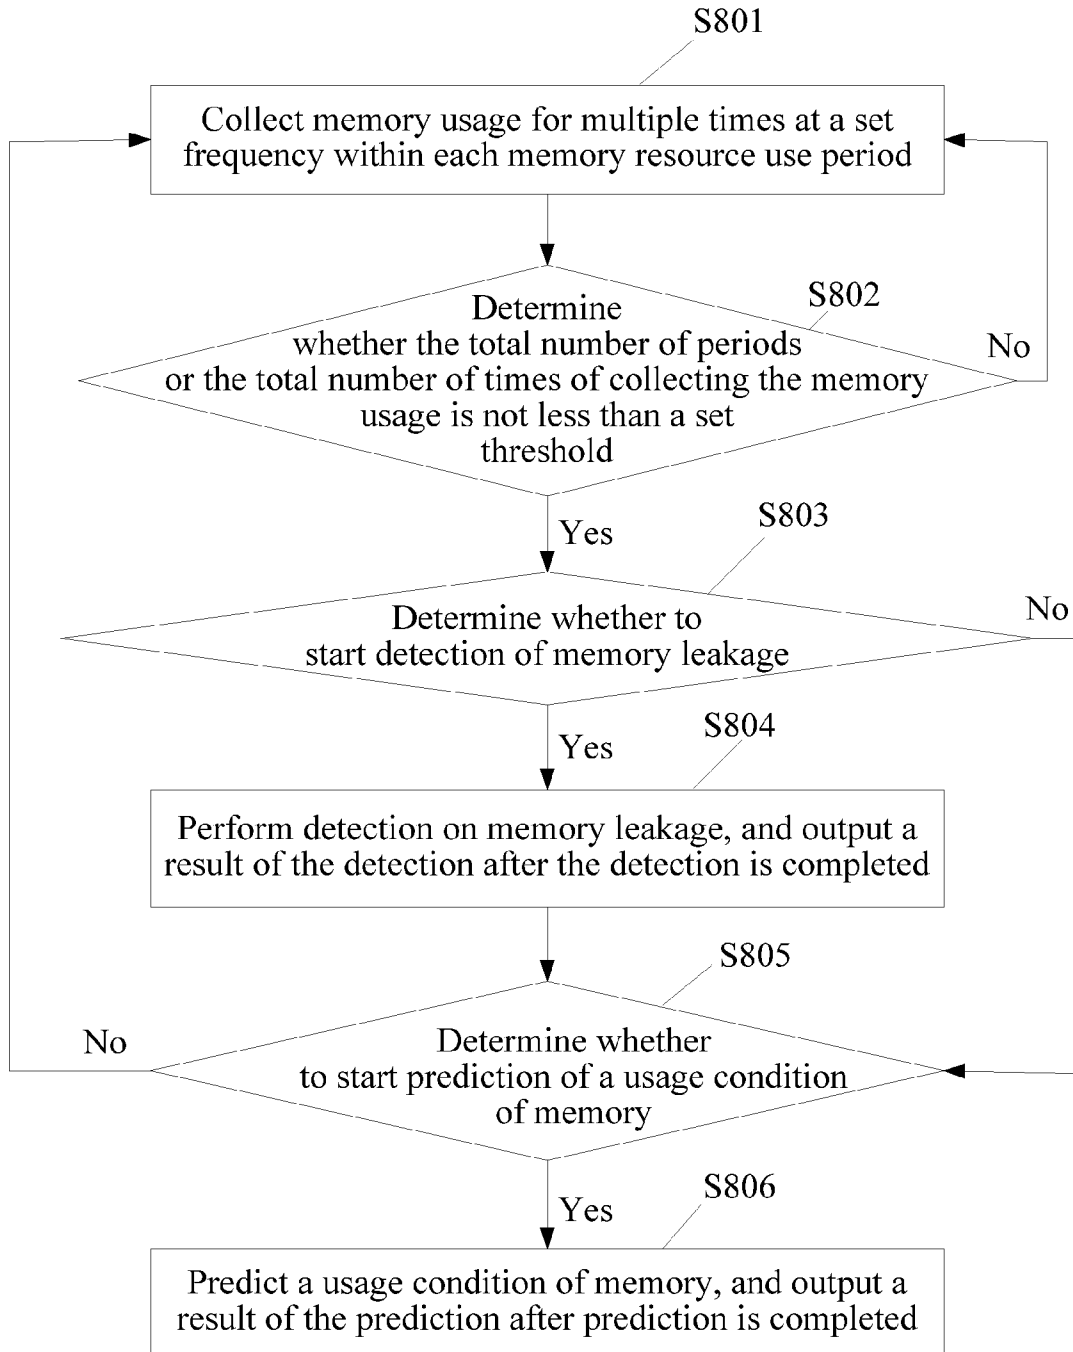 S801
Collect memory usage for multiple times at a set
frequency within each memory resource use period
S802
Determine
whether the total number of periods
or the total number of times of collecting the memory
usage is not less than a set
threshold
No
Yes
S803
Determine whether to
start detection of memory leakage
No
Yes
S804
Perform detection on memory leakage, and output a
result of the detection after the detection is completed
S805
Determine whether
to start prediction of a usage condition
of memory
No
Yes
S806
Predict a usage condition of memory, and output a
result of the prediction after prediction is completed